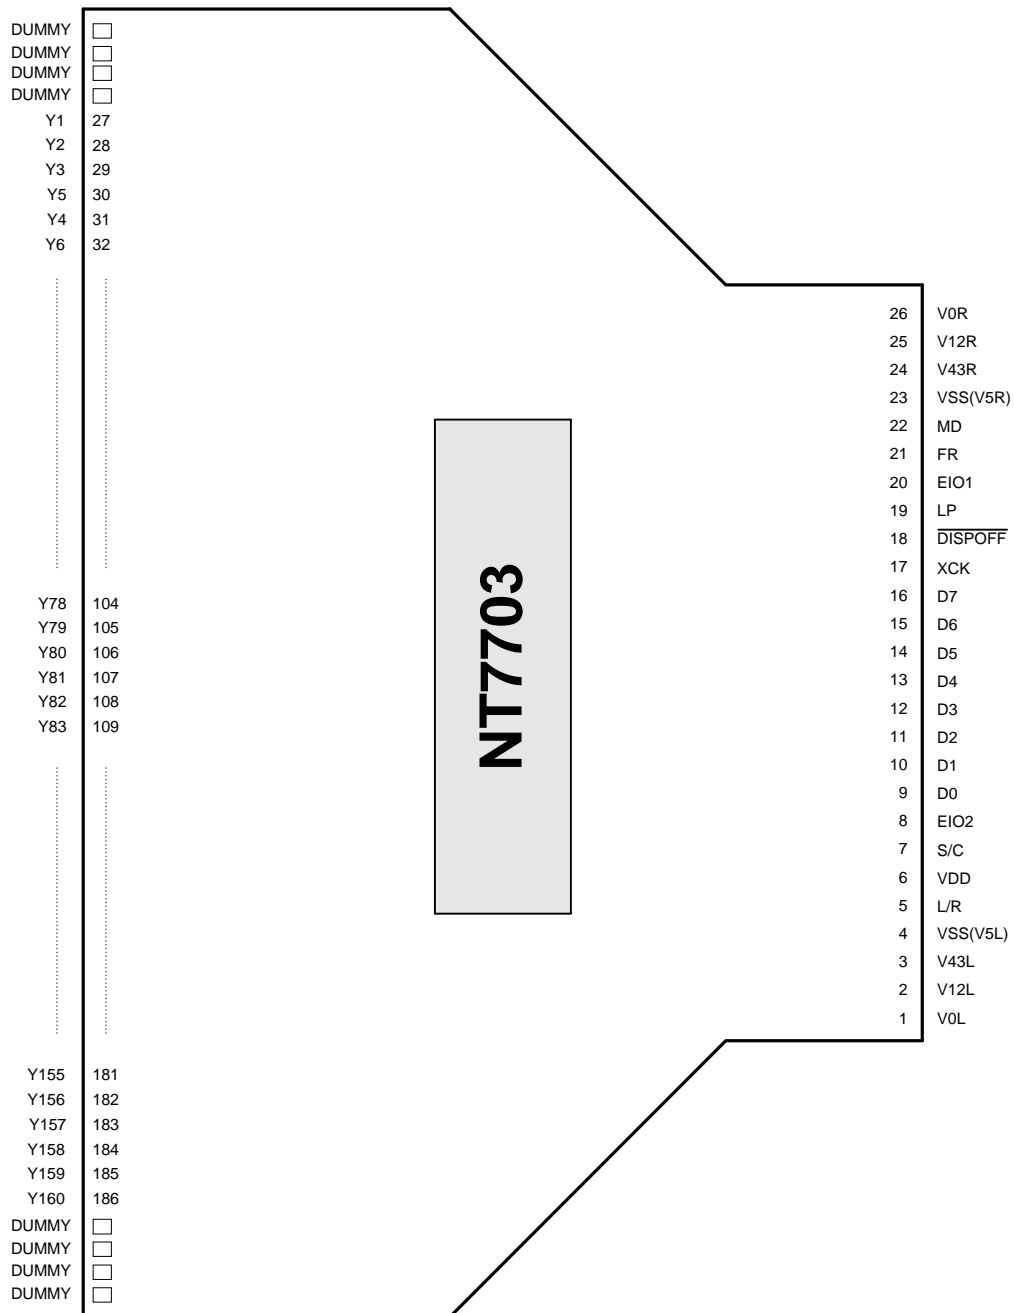 DUMMY
DUMMY
DUMMY
DUMMY
Y1 27
Y2 28
Y3 29
Y5 30
Y4 31
Y6 32
Y78 104
Y79 105
Y80 106
Y81 107
Y82 108
Y83 109
Y155 181
Y156 182
Y157 183
Y158 184
Y159 185
Y160 186
DUMMY
DUMMY
DUMMY
DUMMY
NT7703
26 V0R
25 V12R
24 V43R
23 VSS(V5R)
22 MD
21 FR
20 EIO1
19 LP
18 DISPOFF
17 XCK
16 D7
15 D6
14 D5
13 D4
12 D3
11 D2
10 D1
9 D0
8 EIO2
7 S/C
6 VDD
5 L/R
4 VSS(V5L)
3 V43L
2 V12L
1 V0L